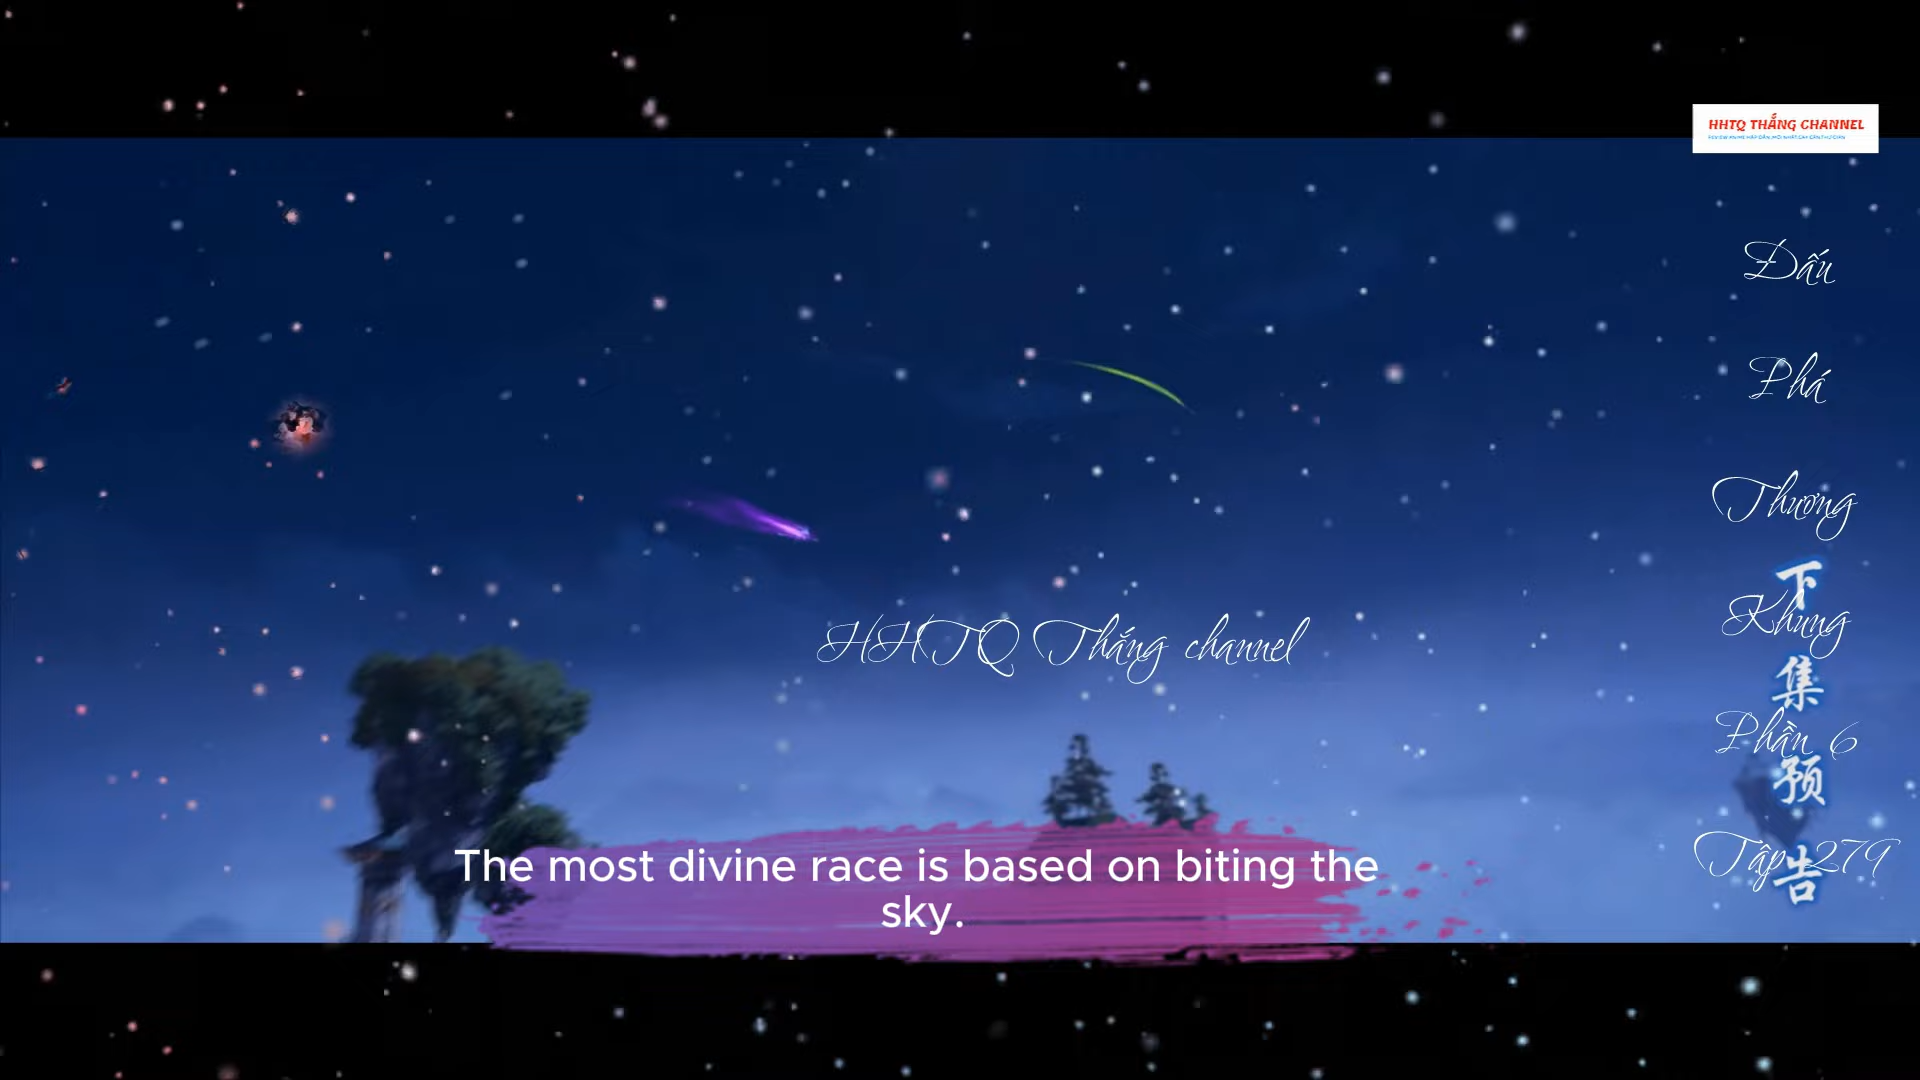 HHTQ THẮNG CHANNEL
Đấu
Phá
Thương
Khung
Phần 6
Tập 279
下集预告
HHTQ Thắng channel
The most divine race is based on biting the
sky.